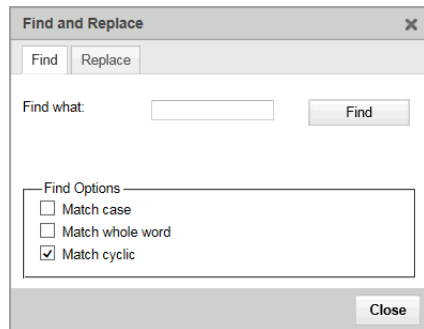 Find and Replace
Find Replace
Find what: Find
Find Options
Match case
Match whole word
Match cyclic
Close